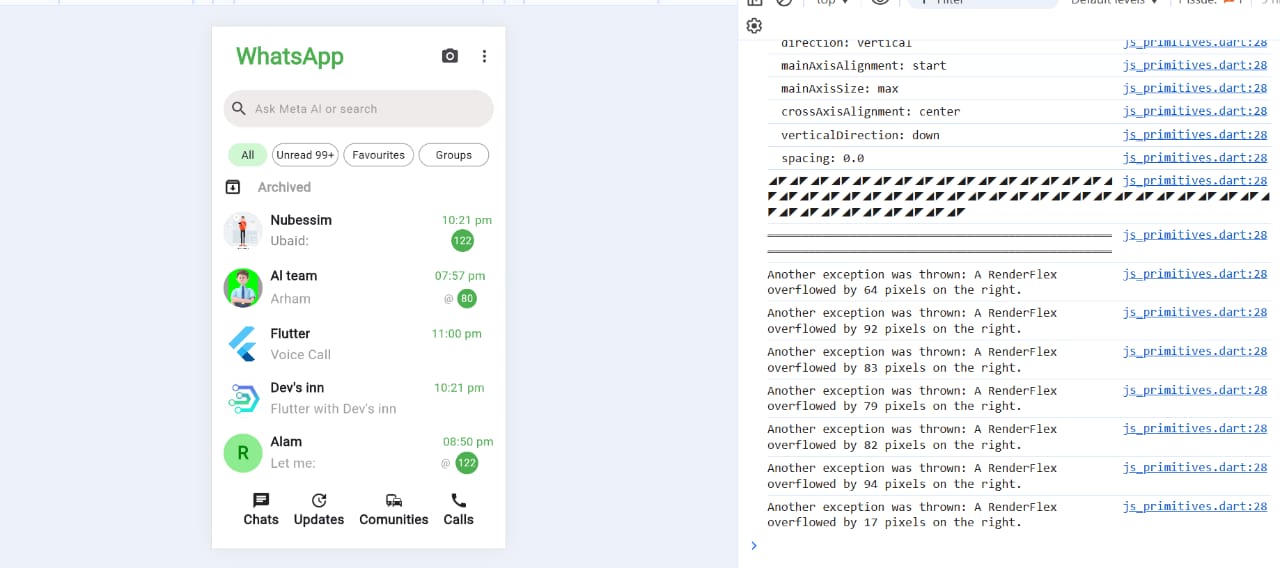 WhatsApp
Ask Meta AI or search
All
Unread 99+
Favourites
Groups
Archived
Nubessim
10:21 pm
Ubaid:
122
AI team
07:57 pm
Arham
@ 80
Flutter
11:00 pm
Voice Call
Dev's inn
10:21 pm
Flutter with Dev's inn
R
Alam
08:50 pm
Let me:
@ 122
Chats
Updates
Comunities
Calls
top
Filter
Default levels
1 Issue:
1
direction: vertical
js_primitives.dart:28
mainAxisAlignment: start
js_primitives.dart:28
mainAxisSize: max
js_primitives.dart:28
crossAxisAlignment: center
js_primitives.dart:28
verticalDirection: down
js_primitives.dart:28
spacing: 0.0
js_primitives.dart:28
js_primitives.dart:28
js_primitives.dart:28
Another exception was thrown: A RenderFlex
js_primitives.dart:28
overflowed by 64 pixels on the right.
Another exception was thrown: A RenderFlex
js_primitives.dart:28
overflowed by 92 pixels on the right.
Another exception was thrown: A RenderFlex
js_primitives.dart:28
overflowed by 83 pixels on the right.
Another exception was thrown: A RenderFlex
js_primitives.dart:28
overflowed by 79 pixels on the right.
Another exception was thrown: A RenderFlex
js_primitives.dart:28
overflowed by 82 pixels on the right.
Another exception was thrown: A RenderFlex
js_primitives.dart:28
overflowed by 94 pixels on the right.
Another exception was thrown: A RenderFlex
js_primitives.dart:28
overflowed by 17 pixels on the right.